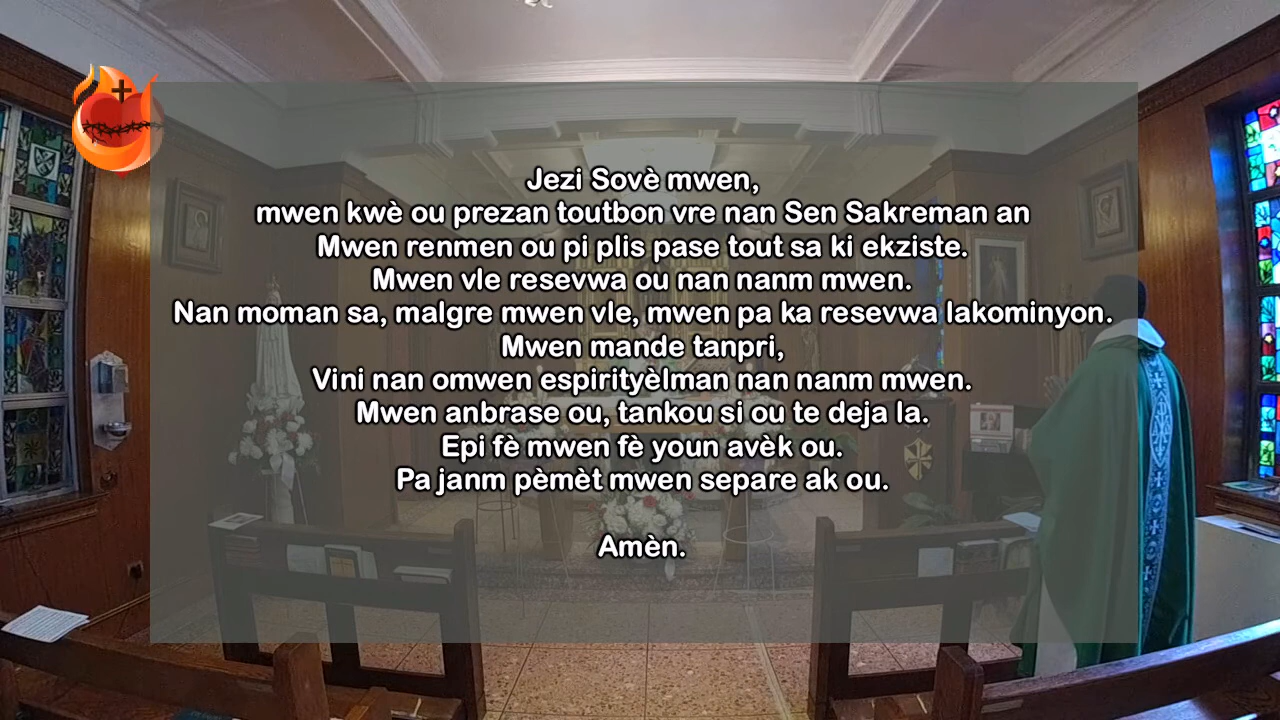 Jezi Sovè mwen,
mwen kwè ou prezan toutbon vre nan Sen Sakreman an
Mwen renmen ou pi plis pase tout sa ki ekziste.
Mwen vle resevwa ou nan nanm mwen.
Nan moman sa, malgre mwen vle, mwen pa ka resevwa lakominyon.
Mwen mande tanpri,
Vini nan omwen espirityèlman nan nanm mwen.
Mwen anbrase ou, tankou si ou te deja la.
Epi fè mwen fè youn avèk ou.
Pa janm pèmèt mwen separe ak ou.
Amèn.